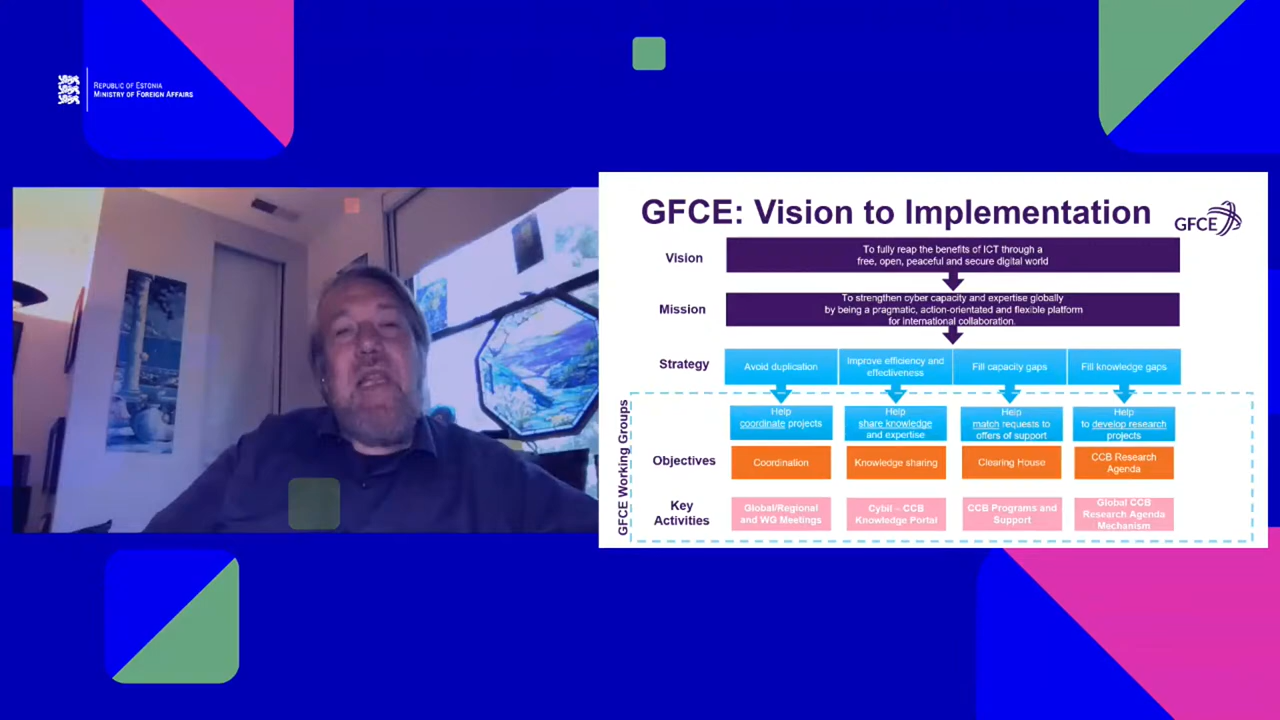 REPUBLIC OF ESTONIA
MINISTRY OF FOREIGN AFFAIRS
GFCE: Vision to Implementation
GFCE
Vision
To fully reap the benefits of ICT through a
free, open, peaceful and secure digital world
Mission
To strengthen cyber capacity and expertise globally
by being a pragmatic, action-orientated and flexible platform
for international collaboration.
Strategy
Avoid duplication
Improve efficiency and
effectiveness
Fill capacity gaps
Fill knowledge gaps
GFCE Working Groups
Help
coordinate projects
Help
share knowledge
and expertise
Help
match requests to
offers of support
Help
to develop research
projects
Objectives
Coordination
Knowledge sharing
Clearing House
CCB Research
Agenda
Key
Activities
Global/Regional
and WG Meetings
Cybil – CCB
Knowledge Portal
CCB Programs and
Support
Global CCB
Research Agenda
Mechanism